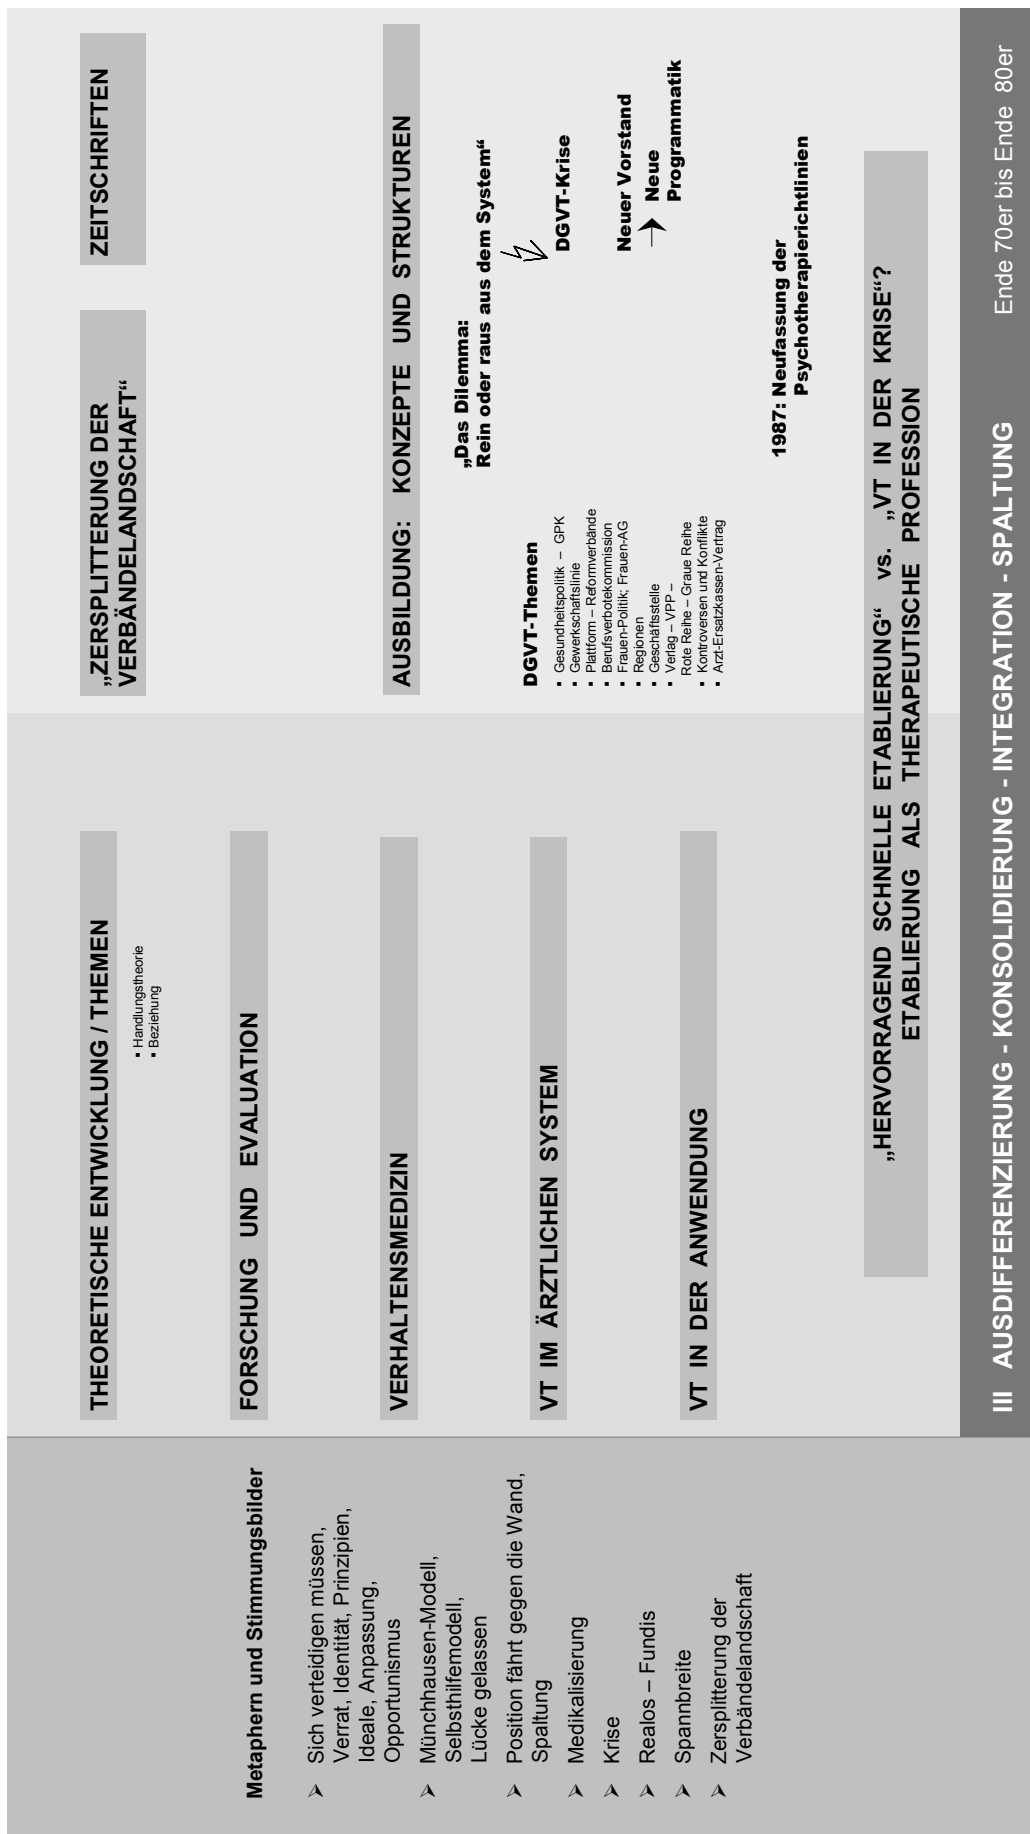 Metaphern und Stimmungsbilder
➢ Sich verteidigen müssen,
Verrat, Identität, Prinzipien,
Ideale, Anpassung,
Opportunismus
➢ Münchhausen-Modell,
Selbsthilfemodell,
Lücke gelassen
➢ Position fährt gegen die Wand,
Spaltung
➢ Medikalisierung
➢ Krise
➢ Realos – Fundis
➢ Spannbreite
➢ Zersplitterung der
Verbändelandschaft
THEORETISCHE ENTWICKLUNG / THEMEN
▪ Handlungstheorie
▪ Beziehung
FORSCHUNG UND EVALUATION
VERHALTENSMEDIZIN
VT IM ÄRZTLICHEN SYSTEM
VT IN DER ANWENDUNG
„ZERSPLITTERUNG DER
VERBÄNDELANDSCHAFT“
ZEITSCHRIFTEN
AUSBILDUNG: KONZEPTE UND STRUKTUREN
„Das Dilemma:
Rein oder raus aus dem System“
DGVT-Themen
▪ Gesundheitspolitik – GPK
▪ Gewerkschaftslinie
▪ Plattform – Reformverbände
▪ Berufsverbotekommission
▪ Frauen-Politik; Frauen-AG
▪ Regionen
▪ Geschäftsstelle
▪ Verlag – VPP –
Rote Reihe – Graue Reihe
▪ Kontroversen und Konflikte
▪ Arzt-Ersatzkassen-Vertrag
DGVT-Krise
Neuer Vorstand
→ Neue
Programmatik
1987: Neufassung der
Psychotherapierichtlinien
„HERVORRAGEND SCHNELLE ETABLIERUNG“ vs. „VT IN DER KRISE“?
ETABLIERUNG ALS THERAPEUTISCHE PROFESSION
III AUSDIFFERENZIERUNG - KONSOLIDIERUNG - INTEGRATION - SPALTUNG Ende 70er bis Ende 80er